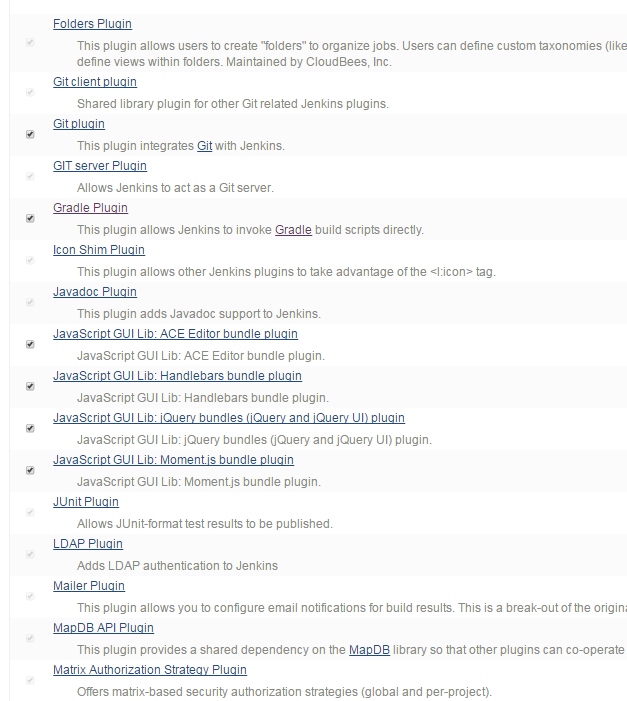 Folders Plugin
This plugin allows users to create "folders" to organize jobs. Users can define custom taxonomies (like
define views within folders. Maintained by CloudBees, Inc.
Git client plugin
Shared library plugin for other Git related Jenkins plugins.
Git plugin
This plugin integrates Git with Jenkins.
GIT server Plugin
Allows Jenkins to act as a Git server.
Gradle Plugin
This plugin allows Jenkins to invoke Gradle build scripts directly.
Icon Shim Plugin
This plugin allows other Jenkins plugins to take advantage of the <l:icon> tag.
Javadoc Plugin
This plugin adds Javadoc support to Jenkins.
JavaScript GUI Lib: ACE Editor bundle plugin
JavaScript GUI Lib: ACE Editor bundle plugin.
JavaScript GUI Lib: Handlebars bundle plugin
JavaScript GUI Lib: Handlebars bundle plugin.
JavaScript GUI Lib: jQuery bundles (jQuery and jQuery UI) plugin
JavaScript GUI Lib: jQuery bundles (jQuery and jQuery UI) plugin.
JavaScript GUI Lib: Moment.js bundle plugin
JavaScript GUI Lib: Moment.js bundle plugin.
JUnit Plugin
Allows JUnit-format test results to be published.
LDAP Plugin
Adds LDAP authentication to Jenkins
Mailer Plugin
This plugin allows you to configure email notifications for build results. This is a break-out of the origina
MapDB API Plugin
This plugin provides a shared dependency on the MapDB library so that other plugins can co-operate
Matrix Authorization Strategy Plugin
Offers matrix-based security authorization strategies (global and per-project).